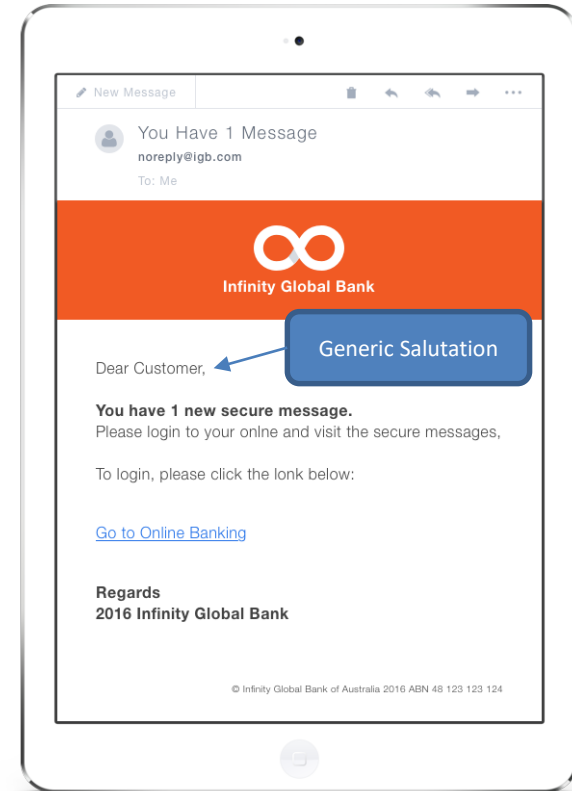 New Message
You Have 1 Message
noreply@igb.com
To: Me
Infinity Global Bank
Generic Salutation
Dear Customer,
You have 1 new secure message.
Please login to your onlne and visit the secure messages,
To login, please click the lonk below:
Go to Online Banking
Regards
2016 Infinity Global Bank
© Infinity Global Bank of Australia 2016 ABN 48 123 123 124